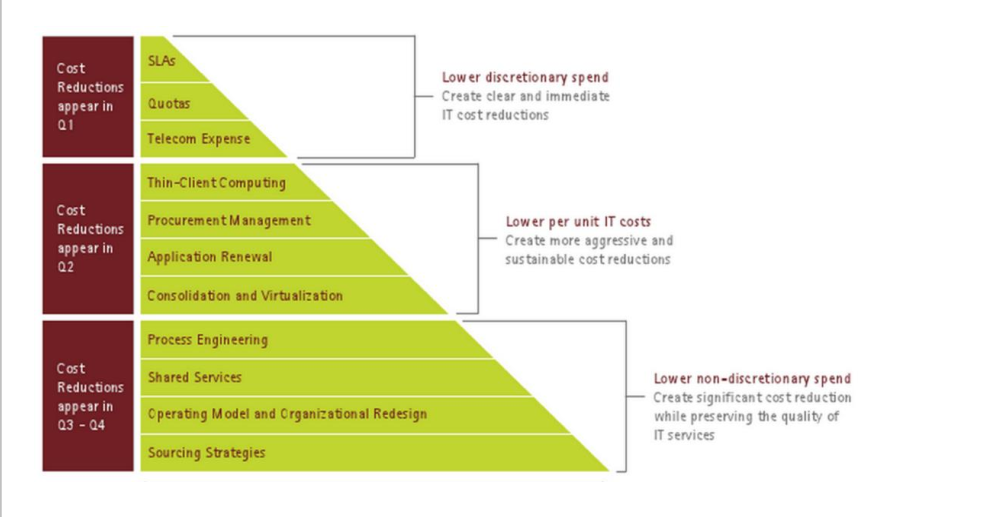 Cost
Reductions
appear in
Q1
SLAs
Quotas
Telecom Expense
Lower discretionary spend
Create clear and immediate
IT cost reductions
Cost
Reductions
appear in
Q2
Thin-Client Computing
Procurement Management
Application Renewal
Consolidation and Virtualization
Lower per unit IT costs
Create more aggressive and
sustainable cost reductions
Cost
Reductions
appear in
Q3 - Q4
Process Engineering
Shared Services
Operating Model and Organizational Redesign
Sourcing Strategies
Lower non-discretionary spend
Create significant cost reduction
while preserving the quality of
IT services